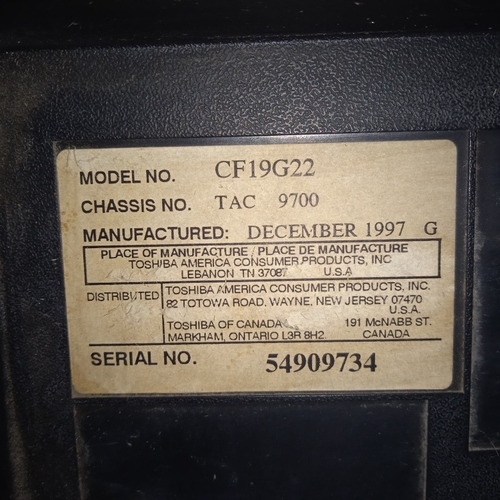 MODEL NO. CF19G22
CHASSIS NO. TAC 9700
MANUFACTURED: DECEMBER 1997 G
PLACE OF MANUFACTURE / PLACE DE MANUFACTURE
TOSHIBA AMERICA CONSUMER PRODUCTS, INC
LEBANON TN 37087 U.S.A
DISTRIBUTED TOSHIBA AMERICA CONSUMER PRODUCTS, INC.
82 TOTOWA ROAD, WAYNE, NEW JERSEY 07470
U.S.A.
TOSHIBA OF CANADA 191 McNABB ST.
MARKHAM, ONTARIO L3R 8H2 CANADA
SERIAL NO. 54909734